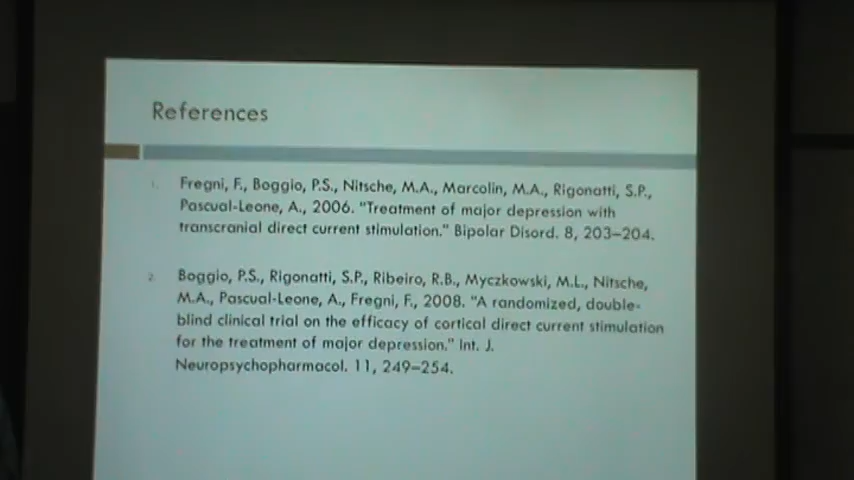 References
1. Fregni, F., Boggio, P.S., Nitsche, M.A., Marcolin, M.A., Rigonatti, S.P.,
Pascual-Leone, A., 2006. "Treatment of major depression with
transcranial direct current stimulation." Bipolar Disord. 8, 203–204.
2. Boggio, P.S., Rigonatti, S.P., Ribeiro, R.B., Myczkowski, M.L., Nitsche,
M.A., Pascual-Leone, A., Fregni, F., 2008. "A randomized, double-
blind clinical trial on the efficacy of cortical direct current stimulation
for the treatment of major depression." Int. J.
Neuropsychopharmacol. 11, 249–254.